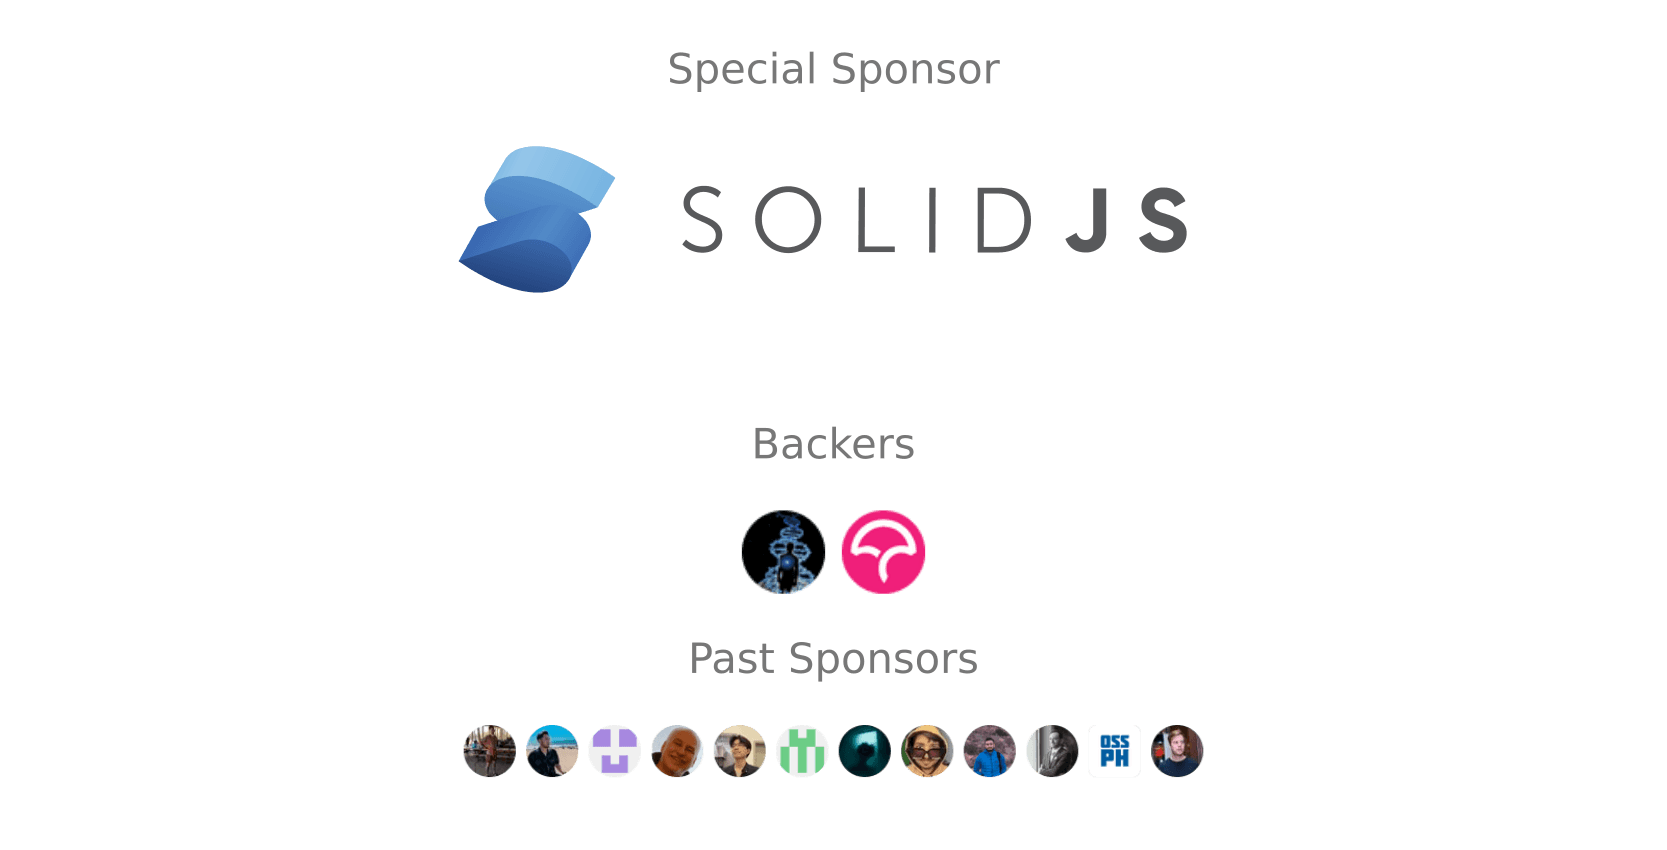 Special Sponsor
SOLIDJS
Backers
Past Sponsors
OSS
PH